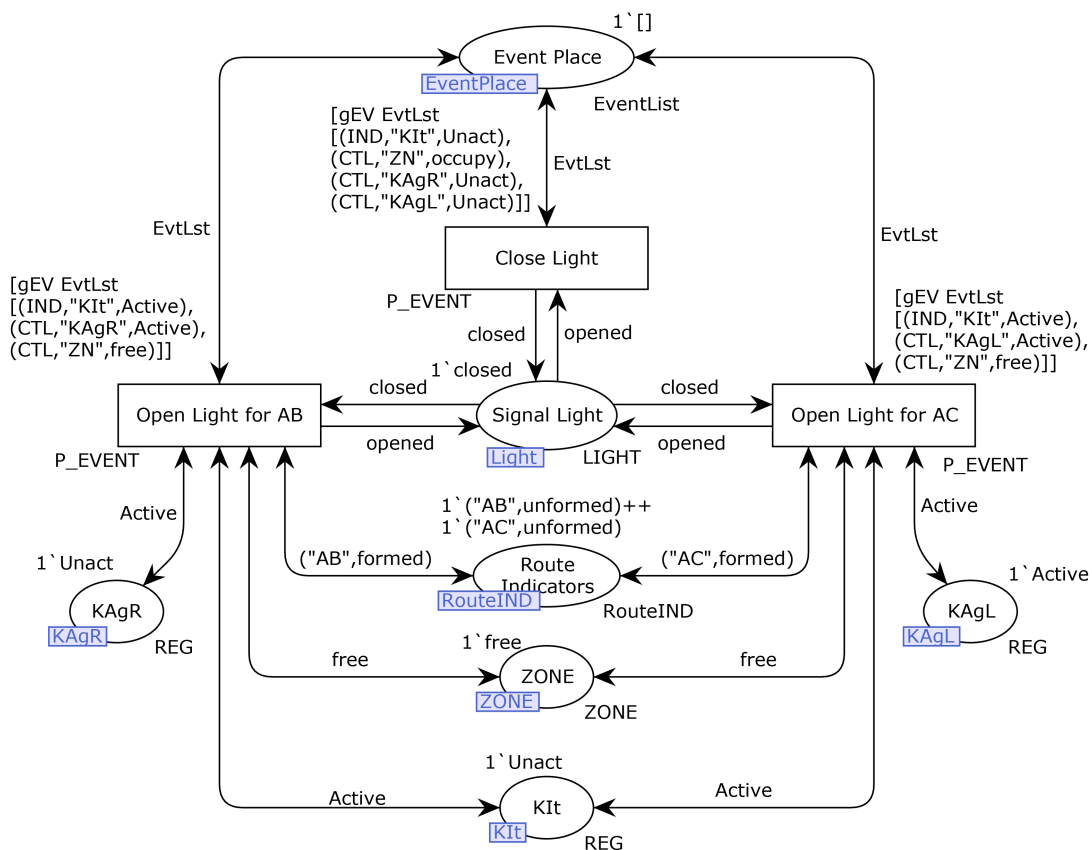 1`[]
Event Place
EventPlace
EventList
[gEV EvtLst
[(IND,"KIt",Unact),
(CTL,"ZN",occupy),
(CTL,"KAgR",Unact),
(CTL,"KAgL",Unact)]]
EvtLst
EvtLst
EvtLst
Close Light
P_EVENT
[gEV EvtLst
[(IND,"KIt",Active),
(CTL,"KAgR",Active),
(CTL,"ZN",free)]]
[gEV EvtLst
[(IND,"KIt",Active),
(CTL,"KAgL",Active),
(CTL,"ZN",free)]]
closed
opened
1`closed
Open Light for AB
P_EVENT
closed
opened
Signal Light
Light
LIGHT
closed
opened
Open Light for AC
P_EVENT
Active
1`Unact
KAgR
KAgR
REG
("AB",formed)
1`("AB",unformed)++
1`("AC",unformed)
Route
Indicators
RouteIND
RouteIND
("AC",formed)
Active
1`Active
KAgL
KAgL
REG
free
1`free
ZONE
ZONE
ZONE
free
Active
1`Unact
KIt
KIt
REG
Active